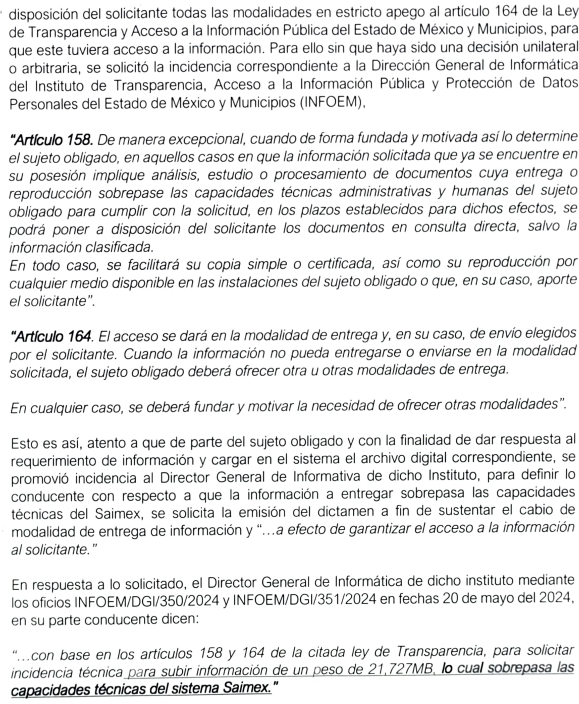 disposición del solicitante todas las modalidades en estricto apego al artículo 164 de la Ley
de Transparencia y Acceso a la Información Pública del Estado de México y Municipios, para
que este tuviera acceso a la información. Para ello sin que haya sido una decisión unilateral
o arbitraria, se solicitó la incidencia correspondiente a la Dirección General de Informática
del Instituto de Transparencia, Acceso a la Información Pública y Protección de Datos
Personales del Estado de México y Municipios (INFOEM),
"Artículo 158. De manera excepcional, cuando de forma fundada y motivada así lo determine
el sujeto obligado, en aquellos casos en que la información solicitada que ya se encuentre en
su posesión implique análisis, estudio o procesamiento de documentos cuya entrega o
reproducción sobrepase las capacidades técnicas administrativas y humanas del sujeto
obligado para cumplir con la solicitud, en los plazos establecidos para dichos efectos, se
podrá poner a disposición del solicitante los documentos en consulta directa, salvo la
información clasificada.
En todo caso, se facilitará su copia simple o certificada, así como su reproducción por
cualquier medio disponible en las instalaciones del sujeto obligado o que, en su caso, aporte
el solicitante".
"Artículo 164. El acceso se dará en la modalidad de entrega y, en su caso, de envío elegidos
por el solicitante. Cuando la información no pueda entregarse o enviarse en la modalidad
solicitada, el sujeto obligado deberá ofrecer otra u otras modalidades de entrega.
En cualquier caso, se deberá fundar y motivar la necesidad de ofrecer otras modalidades".
Esto es así, atento a que de parte del sujeto obligado y con la finalidad de dar respuesta al
requerimiento de información y cargar en el sistema el archivo digital correspondiente, se
promovió incidencia al Director General de Informativa de dicho Instituto, para definir lo
conducente con respecto a que la información a entregar sobrepasa las capacidades
técnicas del Saimex, se solicita la emisión del dictamen a fin de sustentar el cabio de
modalidad de entrega de información y "…a efecto de garantizar el acceso a la información
al solicitante."
En respuesta a lo solicitado, el Director General de Informática de dicho instituto mediante
los oficios INFOEM/DGI/350/2024 y INFOEM/DGI/351/2024 en fechas 20 de mayo del 2024,
en su parte conducente dicen:
"…con base en los artículos 158 y 164 de la citada ley de Transparencia, para solicitar
incidencia técnica para subir información de un peso de 21,727MB, lo cual sobrepasa las
capacidades técnicas del sistema Saimex."